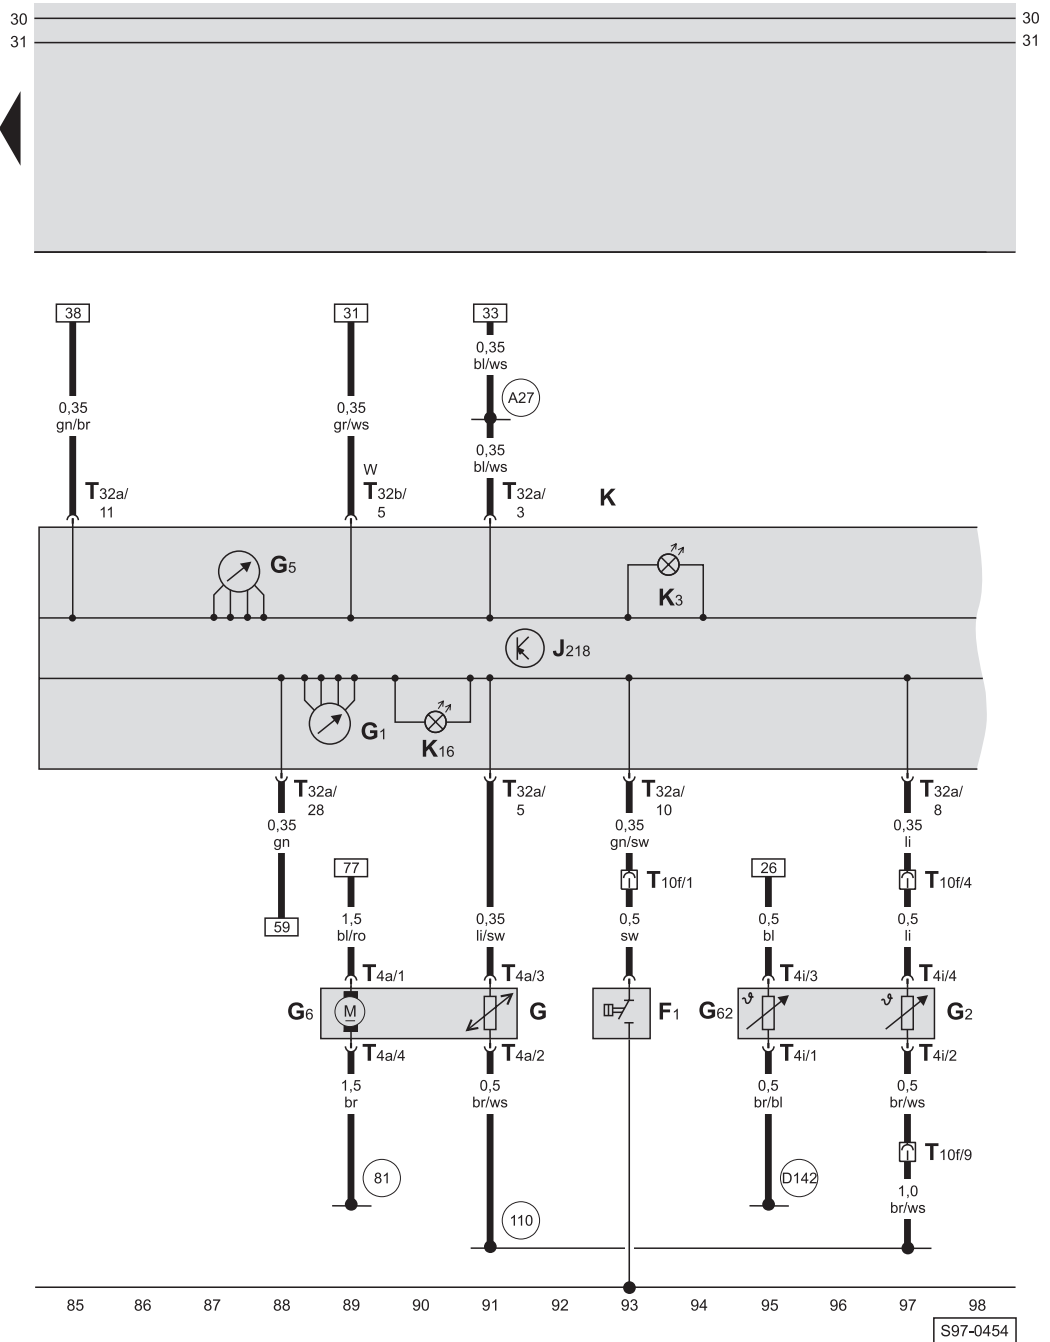 30 30
31 31
38 31 33
0,35
bl/ws
A27
0,35 0,35
gn/br gr/ws
0,35
bl/ws
W
T32a/ T32b/ T32a/ K
11 5 3
G5
K3
J218
G1
K16
T32a/ T32a/ T32a/ T32a/
28 5 10 8
0,35 0,35 0,35
gn gn/sw li
77 26
T10f/1 T10f/4
59
1,5 0,35 0,5 0,5 0,5
bl/ro li/sw sw bl li
T4a/1 T4a/3 T4i/3 T4i/4
G6 M G F1 G62 ϑ ϑ G2
T4a/4 T4a/2 T4i/1 T4i/2
1,5 0,5 0,5 0,5
br br/ws br/bl br/ws
T10f/9
81 D142
1,0
br/ws
110
85 86 87 88 89 90 91 92 93 94 95 96 97 98
S97-0454